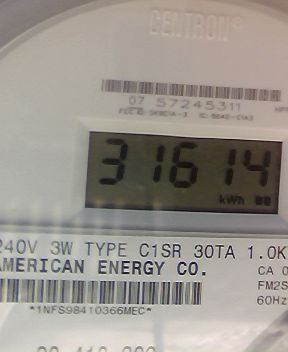 CENTRON®
07 57245311
31614
kWh
240V 3W TYPE C1SR 30TA 1.0K
AMERICAN ENERGY CO.
CA 0
FM2S
60Hz
*1NFS98410366MEC*